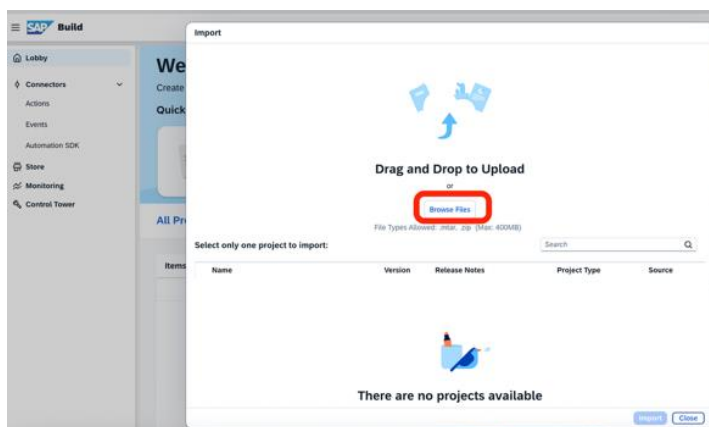 SAP Build
Import
Lobby
We
Connectors
Create
Actions
Quick
Events
Automation SDK
Store
Drag and Drop to Upload
Monitoring
or
Control Tower
Browse Files
All Pr
File Types Allowed: .mtar, .zip (Max: 400MB)
Select only one project to import:
Search
Items
Name Version Release Notes Project Type Source
There are no projects available
Import Close